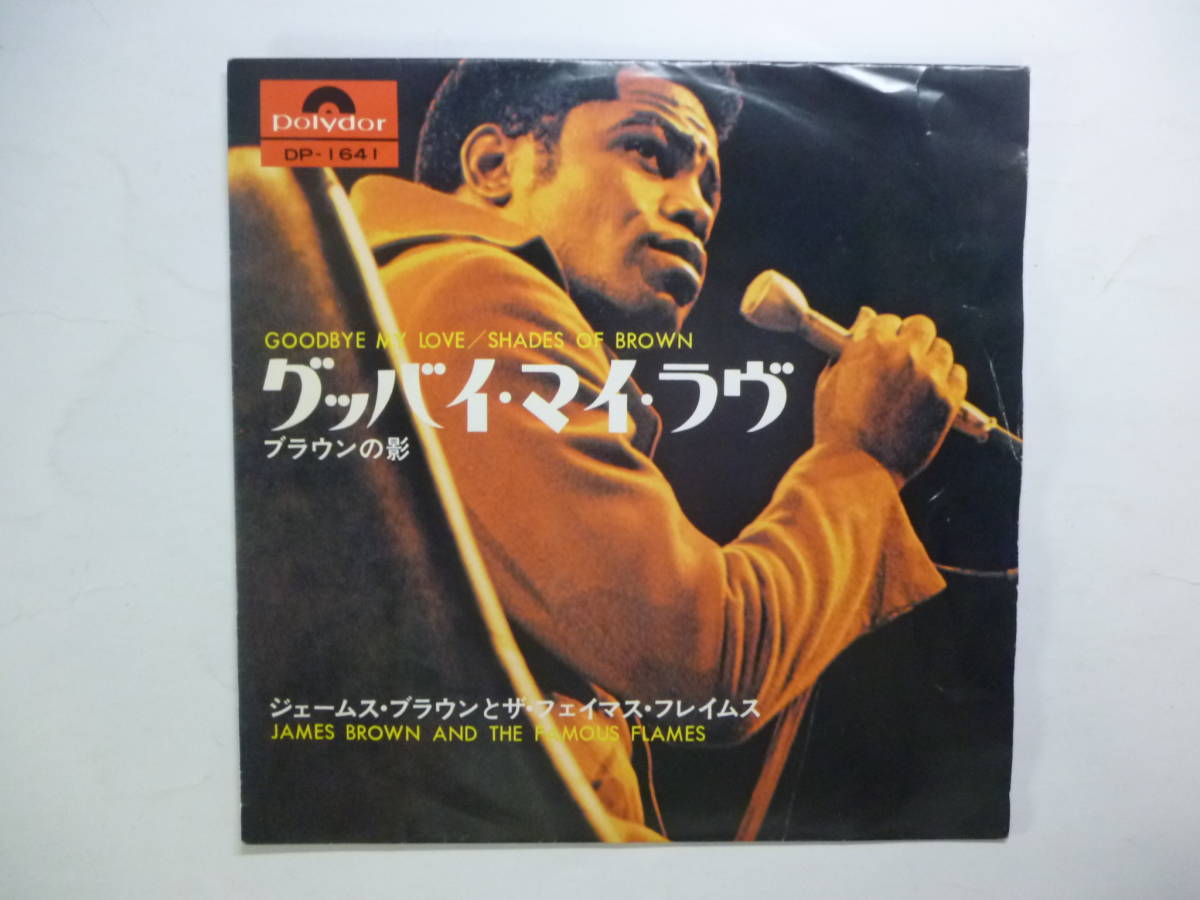 polydor
DP-1641
GOODBYE MY LOVE/SHADES OF BROWN
グッバイ・マイ・ラヴ
ブラウンの影
ジェームス・ブラウンとザ・フェイマス・フレイムス
JAMES BROWN AND THE FAMOUS FLAMES